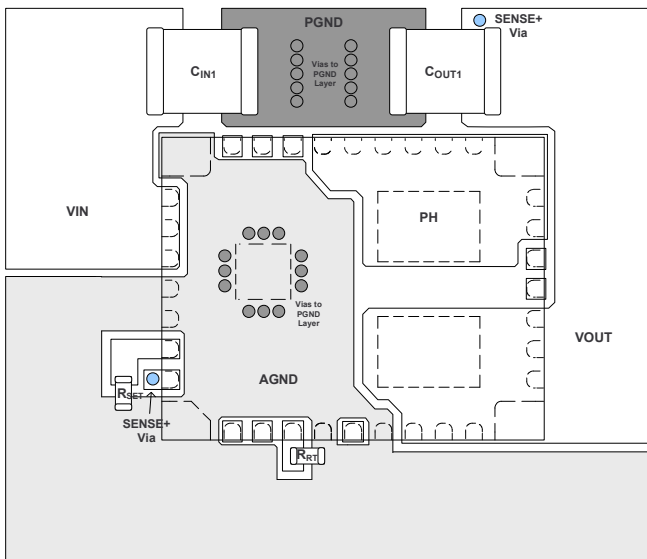 PGND
SENSE+
Via
CIN1
Vias to
PGND
Layer
COUT1
VIN
PH
Vias to
PGND
Layer
VOUT
AGND
RSET
SENSE+
Via
RRT